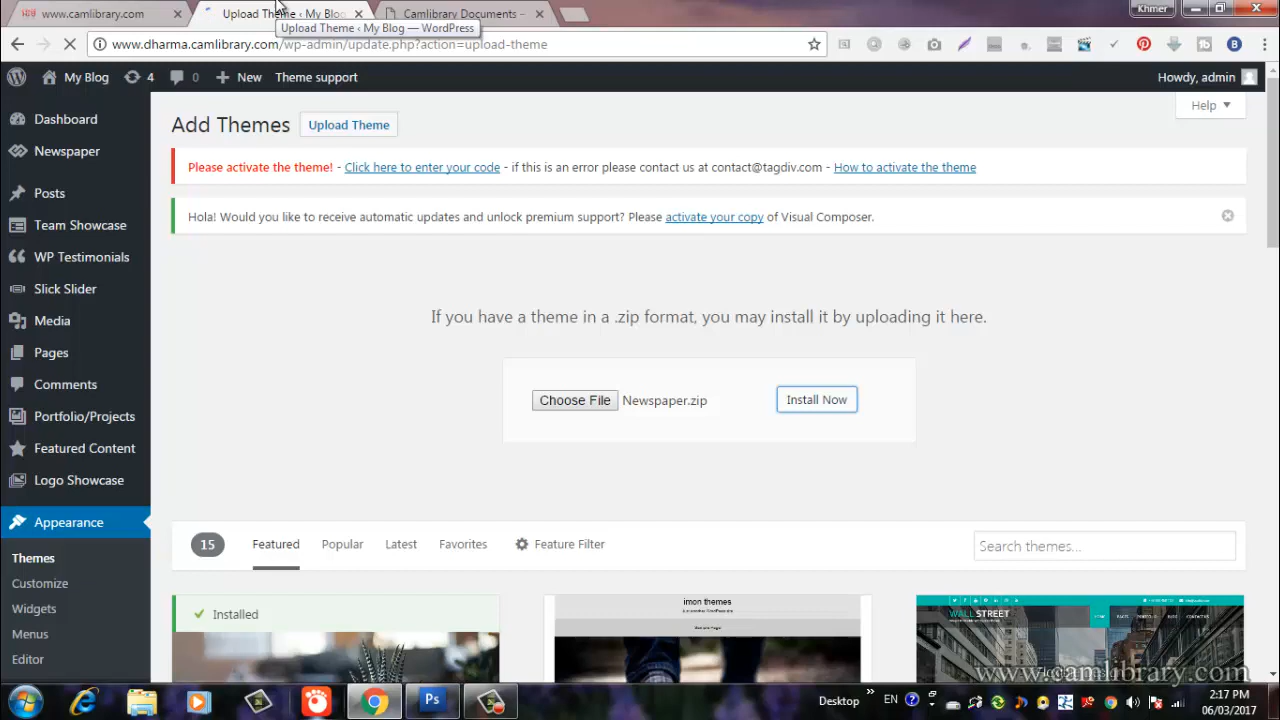 www.camlibrary.com
Upload Theme ‹ My Blog
Camlibrary Documents -
Khmer
Upload Theme ‹ My Blog — WordPress
www.dharma.camlibrary.com/wp-admin/update.php?action=upload-theme
My Blog
4
0
New
Theme support
Howdy, admin
Help
Dashboard
Newspaper
Posts
Team Showcase
WP Testimonials
Slick Slider
Media
Pages
Comments
Portfolio/Projects
Featured Content
Logo Showcase
Appearance
Themes
Customize
Widgets
Menus
Editor
Add Themes
Upload Theme
Please activate the theme! - Click here to enter your code - if this is an error please contact us at contact@tagdiv.com - How to activate the theme
Hola! Would you like to receive automatic updates and unlock premium support? Please activate your copy of Visual Composer.
If you have a theme in a .zip format, you may install it by uploading it here.
Choose File
Newspaper.zip
Install Now
15
Featured
Popular
Latest
Favorites
Feature Filter
Search themes...
Installed
imon themes
WALL STREET
www.camlibrary.com
Ps
Desktop
EN
2:17 PM
06/03/2017